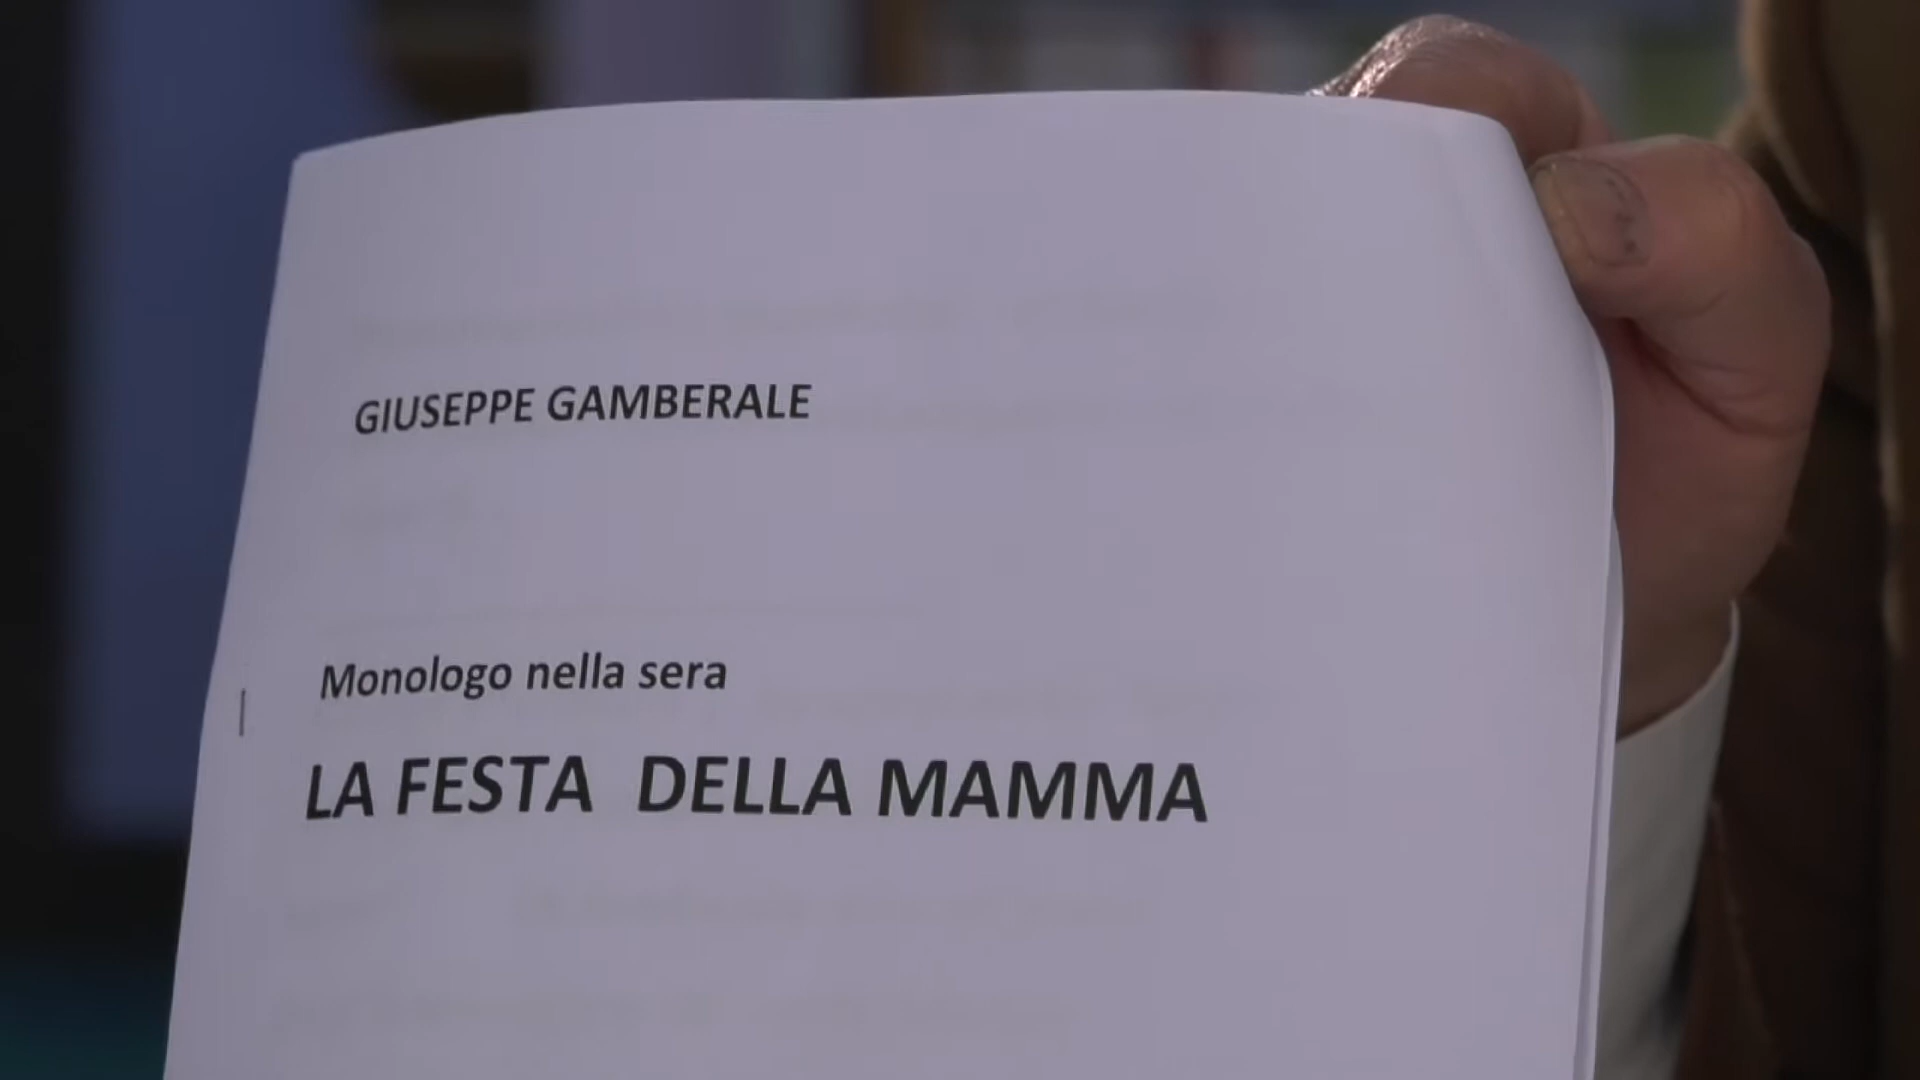 GIUSEPPE GAMBERALE
Monologo nella sera
LA FESTA DELLA MAMMA